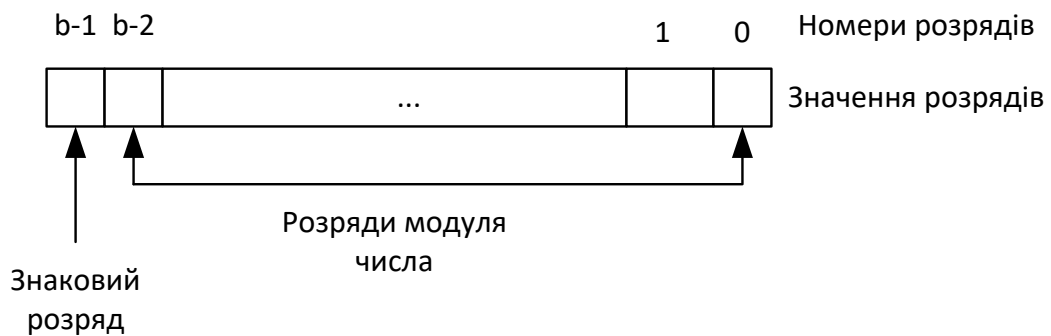 b-1 b-2 1 0 Номери розрядів
... Значення розрядів
Розряди модуля
числа
Знаковий
розряд